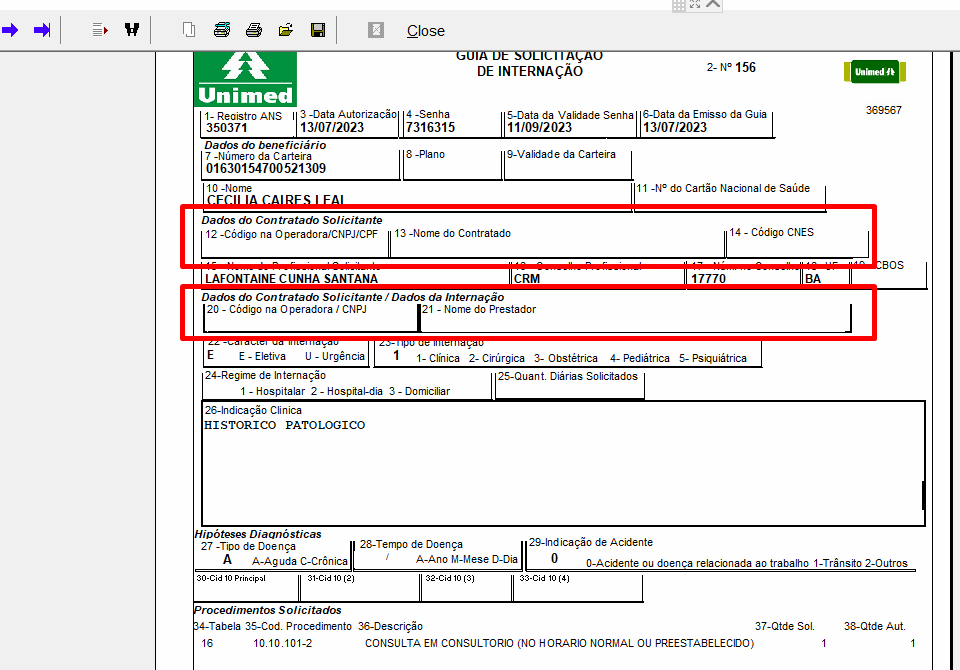 Close
GUIA DE SOLICITAÇÃO
DE INTERNAÇÃO
2- Nº 156
Unimed
Unimed
369567
1- Registro ANS 3 -Data Autorização 4 -Senha 5-Data da Validade Senha 6-Data da Emisso da Guia
350371 13/07/2023 7316315 11/09/2023 13/07/2023
Dados do beneficiário
7 -Número da Carteira 8 -Plano 9-Validade da Carteira
01630154700521309
10 -Nome 11 -Nº do Cartão Nacional de Saúde
CECILIA CAIRES LEAL
Dados do Contratado Solicitante
12 -Código na Operadora/CNPJ/CPF 13 -Nome do Contratado 14 - Código CNES
15 - Nome do Profissional Solicitante 16 - Conselho Profissional 17 - Núm. no Conselho 18 - UF 19 - CBOS
LAFONTAINE CUNHA SANTANA CRM 17770 BA
Dados do Contratado Solicitante / Dados da Internação
20 - Código na Operadora / CNPJ 21 - Nome do Prestador
22 -Caracter da Internação 23-Tipo de Internação
E E - Eletiva U - Urgência 1 1- Clínica 2- Cirúrgica 3- Obstétrica 4- Pediátrica 5- Psiquiátrica
24-Regime de Internação 25-Quant. Diárias Solicitados
1 - Hospitalar 2 - Hospital-dia 3 - Domiciliar
26-Indicação Clinica
HISTORICO PATOLOGICO
Hipóteses Diagnósticas
27 -Tipo de Doença 28-Tempo de Doença 29-Indicação de Acidente
A A-Aguda C-Crônica / A-Ano M-Mese D-Dia 0 0-Acidente ou doença relacionada ao trabalho 1-Trânsito 2-Outros
30-Cid 10 Principal 31-Cid 10 (2) 32-Cid 10 (3) 33-Cid 10 (4)
Procedimentos Solicitados
34-Tabela 35-Cod. Procedimento 36-Descrição 37-Qtde Sol. 38-Qtde Aut.
16 10.10.101-2 CONSULTA EM CONSULTORIO (NO HORARIO NORMAL OU PREESTABELECIDO) 1 1